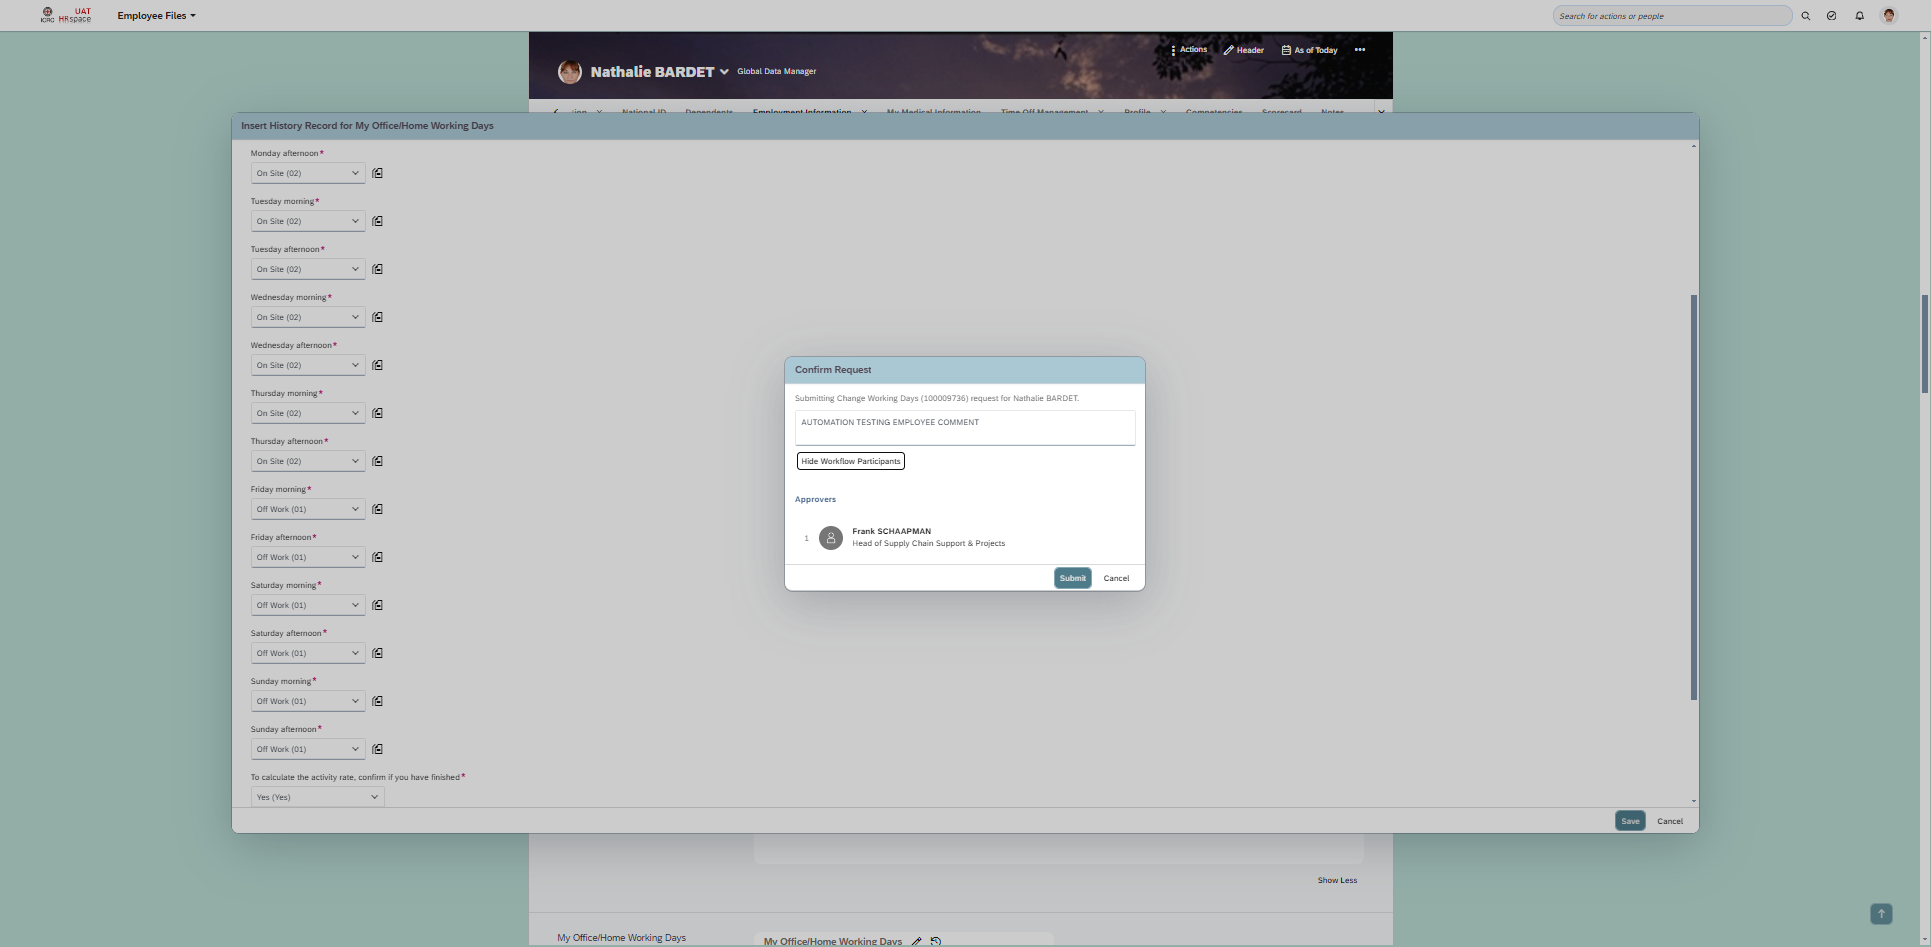 ICRC
UAT
HRspace
Employee Files
Search for actions or people
Actions
Header
As of Today
Nathalie BARDET
Global Data Manager
National ID
Dependents
Employment Information
My Medical Information
Time Off Management
Profile
Competencies
Scorecard
Notes
Insert History Record for My Office/Home Working Days
Monday afternoon*
On Site (02)
Tuesday morning*
On Site (02)
Tuesday afternoon*
On Site (02)
Wednesday morning*
On Site (02)
Wednesday afternoon*
On Site (02)
Thursday morning*
On Site (02)
Thursday afternoon*
On Site (02)
Friday morning*
Off Work (01)
Friday afternoon*
Off Work (01)
Saturday morning*
Off Work (01)
Saturday afternoon*
Off Work (01)
Sunday morning*
Off Work (01)
Sunday afternoon*
Off Work (01)
To calculate the activity rate, confirm if you have finished*
Yes (Yes)
Confirm Request
Submitting Change Working Days (100009736) request for Nathalie BARDET.
AUTOMATION TESTING EMPLOYEE COMMENT
Hide Workflow Participants
Approvers
1
Frank SCHAAPMAN
Head of Supply Chain Support & Projects
Submit
Cancel
Save
Cancel
Show Less
My Office/Home Working Days
My Office/Home Working Days